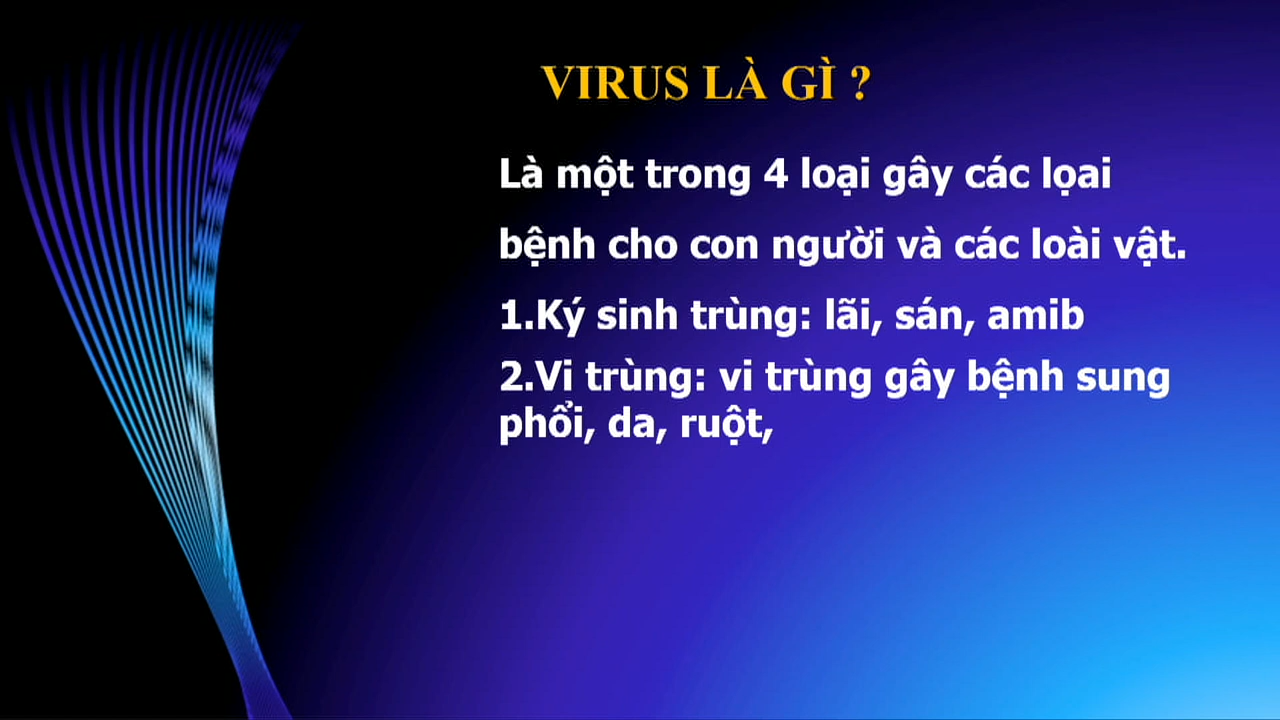 VIRUS LÀ GÌ ?
Là một trong 4 loại gây các lọai
bệnh cho con người và các loài vật.
1.Ký sinh trùng: lãi, sán, amib
2.Vi trùng: vi trùng gây bệnh sung
phổi, da, ruột,